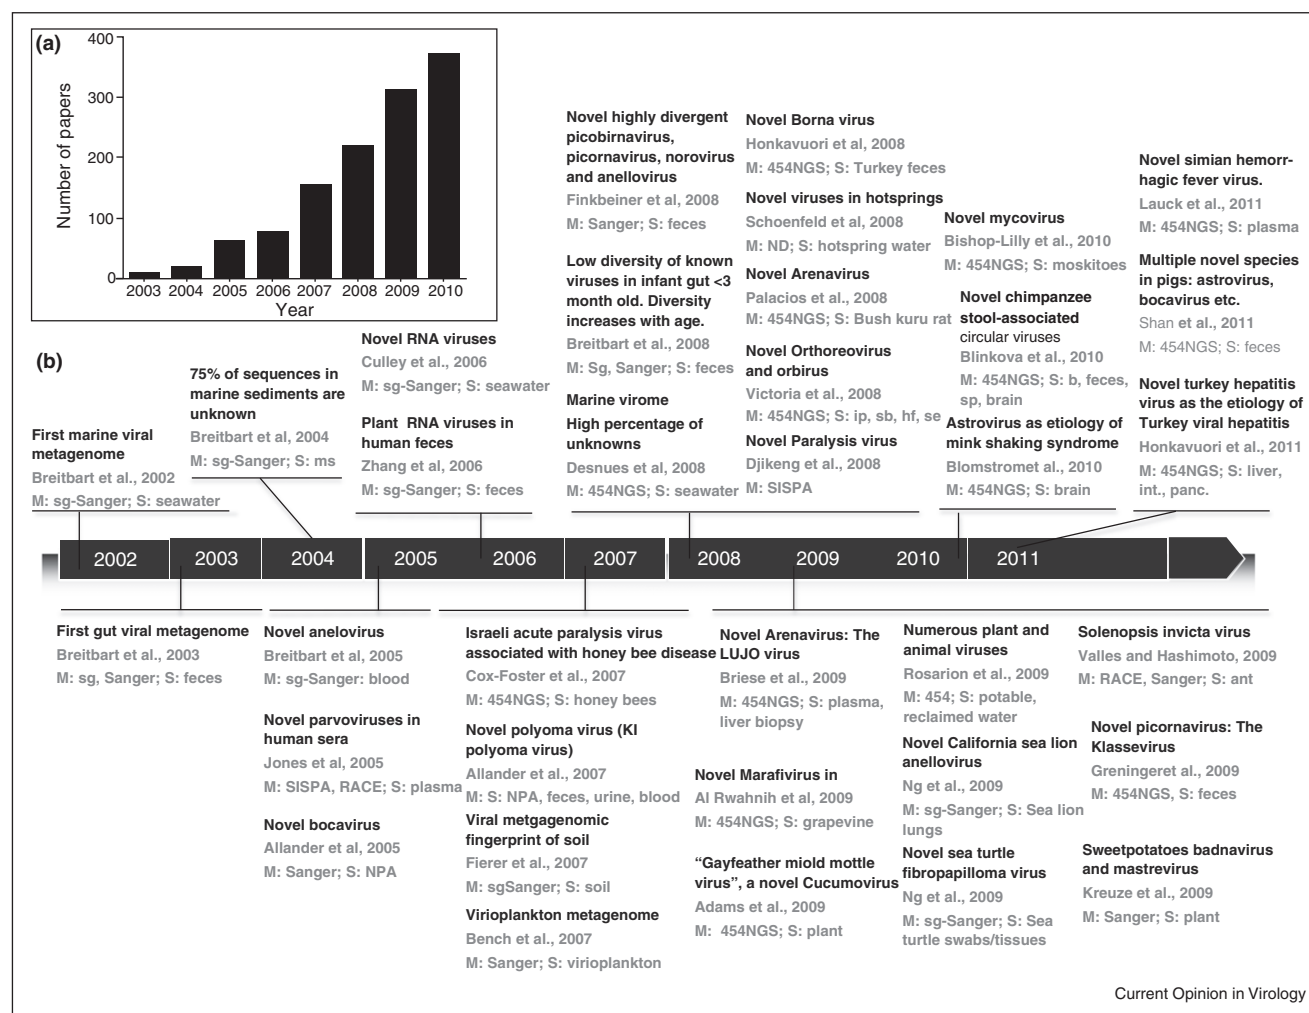 (a)
400
300
200
100
0
Number of papers
2003 2004 2005 2006 2007 2008 2009 2010
Year
(b)
First marine viral
metagenome
Breitbart et al., 2002
M: sg-Sanger; S: seawater
75% of sequences in
marine sediments are
unknown
Breitbart et al, 2004
M: sg-Sanger; S: ms
Novel RNA viruses
Culley et al., 2006
M: sg-Sanger; S: seawater
Plant RNA viruses in
human feces
Zhang et al., 2006
M: sg-Sanger; S: feces
Novel highly divergent
picobirnavirus,
picornavirus, norovirus
and anellovirus
Finkbeiner et al, 2008
M: Sanger; S: feces
Low diversity of known
viruses in infant gut <3
month old. Diversity
increases with age.
Breitbart et al., 2008
M: Sg, Sanger; S: feces
Marine virome
High percentage of
unknowns
Desnues et al, 2008
M: 454NGS; S: seawater
Novel Borna virus
Honkavuori et al, 2008
M: 454NGS; S: Turkey feces
Novel viruses in hotsprings
Schoenfeld et al, 2008
M: ND; S: hotspring water
Novel Arenavirus
Palacios et al., 2008
M: 454NGS; S: Bush kuru rat
Novel Orthoreovirus
and orbirus
Victoria et al., 2008
M: 454NGS; S: ip, sb, hf, se
Novel Paralysis virus
Djikeng et al., 2008
M: SISPA
Novel mycovirus
Bishop-Lilly et al., 2010
M: 454NGS; S: moskitoes
Novel chimpanzee
stool-associated
circular viruses
Blinkova et al., 2010
M: 454NGS; S: b, feces,
sp, brain
Astrovirus as etiology of
mink shaking syndrome
Blomstromet al., 2010
M: 454NGS; S: brain
Novel simian hemorr-
hagic fever virus.
Lauck et al., 2011
M: 454NGS; S: plasma
Multiple novel species
in pigs: astrovirus,
bocavirus etc.
Shan et al., 2011
M: 454NGS; S: feces
Novel turkey hepatitis
virus as the etiology of
Turkey viral hepatitis
Honkavuori et al., 2011
M: 454NGS; S: liver,
int., panc.
2002 2003 2004 2005 2006 2007 2008 2009 2010 2011
First gut viral metagenome
Breitbart et al., 2003
M: sg, Sanger; S: feces
Novel anelovirus
Breitbart et al., 2005
M: sg-Sanger: blood
Novel parvoviruses in
human sera
Jones et al, 2005
M: SISPA, RACE; S: plasma
Novel bocavirus
Allander et al, 2005
M: Sanger; S: NPA
Israeli acute paralysis virus
associated with honey bee disease
Cox-Foster et al., 2007
M: 454NGS; S: honey bees
Novel polyoma virus (KI
polyoma virus)
Allander et al., 2007
M: S: NPA, feces, urine, blood
Viral metgagenomic
fingerprint of soil
Fierer et al., 2007
M: sgSanger; S: soil
Virioplankton metagenome
Bench et al., 2007
M: Sanger; S: virioplankton
Novel Arenavirus: The
LUJO virus
Briese et al., 2009
M: 454NGS; S: plasma,
liver biopsy
Novel Marafivirus in
Al Rwahnih et al, 2009
M: 454NGS; S: grapevine
“Gayfeather miold mottle
virus”, a novel Cucumovirus
Adams et al., 2009
M: 454NGS; S: plant
Numerous plant and
animal viruses
Rosarion et al., 2009
M: 454; S: potable,
reclaimed water
Novel California sea lion
anellovirus
Ng et al., 2009
M: sg-Sanger; S: Sea lion
lungs
Novel sea turtle
fibropapilloma virus
Ng et al., 2009
M: sg-Sanger; S: Sea
turtle swabs/tissues
Solenopsis invicta virus
Valles and Hashimoto, 2009
M: RACE, Sanger; S: ant
Novel picornavirus: The
Klassevirus
Greningeret al., 2009
M: 454NGS, S: feces
Sweetpotatoes badnavirus
and mastrevirus
Kreuze et al., 2009
M: Sanger; S: plant
Current Opinion in Virology